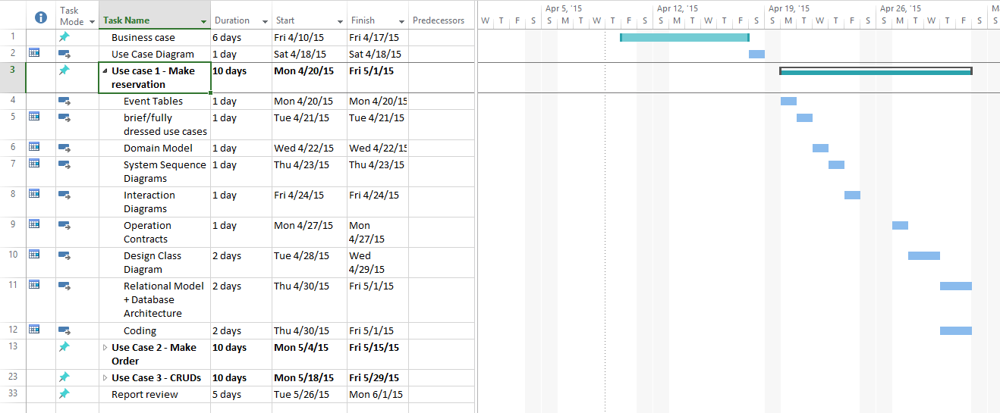 Task Mode Task Name Duration Start Finish Predecessors
Apr 5, '15 Apr 12, '15 Apr 19, '15 Apr 26, '15
W T F S S M T W T F S S M T W T F S S M T W T F S S M T W T F S
1 Business case 6 days Fri 4/10/15 Fri 4/17/15
2 Use Case Diagram 1 day Sat 4/18/15 Sat 4/18/15
3 Use case 1 - Make reservation 10 days Mon 4/20/15 Fri 5/1/15
4 Event Tables 1 day Mon 4/20/15 Mon 4/20/15
5 brief/fully dressed use cases 1 day Tue 4/21/15 Tue 4/21/15
6 Domain Model 1 day Wed 4/22/15 Wed 4/22/15
7 System Sequence Diagrams 1 day Thu 4/23/15 Thu 4/23/15
8 Interaction Diagrams 1 day Fri 4/24/15 Fri 4/24/15
9 Operation Contracts 1 day Mon 4/27/15 Mon 4/27/15
10 Design Class Diagram 2 days Tue 4/28/15 Wed 4/29/15
11 Relational Model + Database Architecture 2 days Thu 4/30/15 Fri 5/1/15
12 Coding 2 days Thu 4/30/15 Fri 5/1/15
13 Use Case 2 - Make Order 10 days Mon 5/4/15 Fri 5/15/15
23 Use Case 3 - CRUDs 10 days Mon 5/18/15 Fri 5/29/15
33 Report review 5 days Tue 5/26/15 Mon 6/1/15